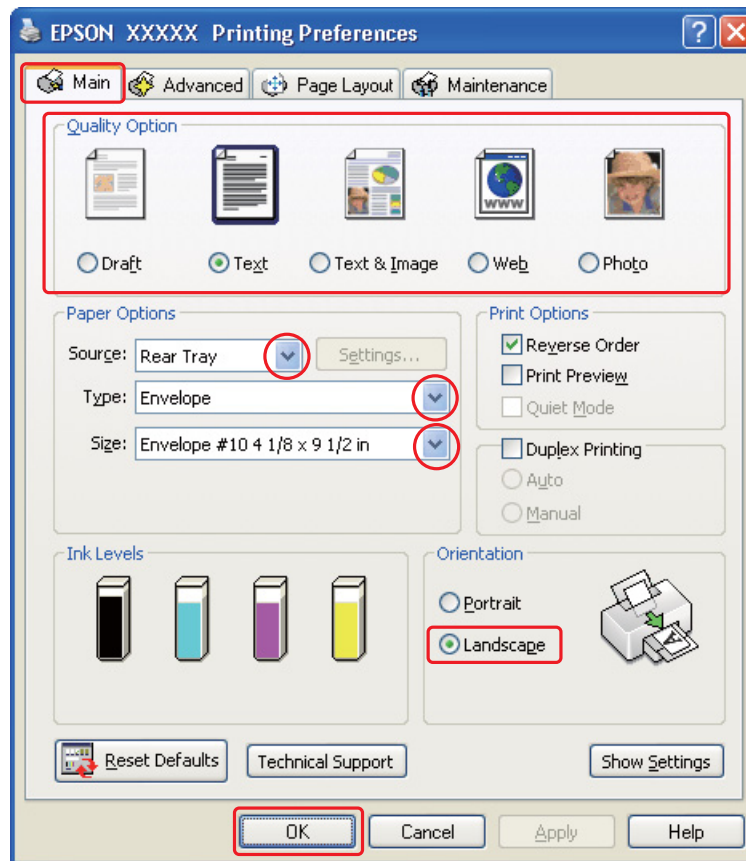 EPSON XXXXX Printing Preferences
Main Advanced Page Layout Maintenance
Quality Option
www
Draft Text Text & Image Web Photo
Paper Options
Source: Rear Tray Settings...
Type: Envelope
Size: Envelope #10 4 1/8 x 9 1/2 in
Print Options
Reverse Order
Print Preview
Quiet Mode
Duplex Printing
Auto
Manual
Ink Levels
Orientation
Portrait
Landscape
A
Reset Defaults Technical Support Show Settings
OK Cancel Apply Help